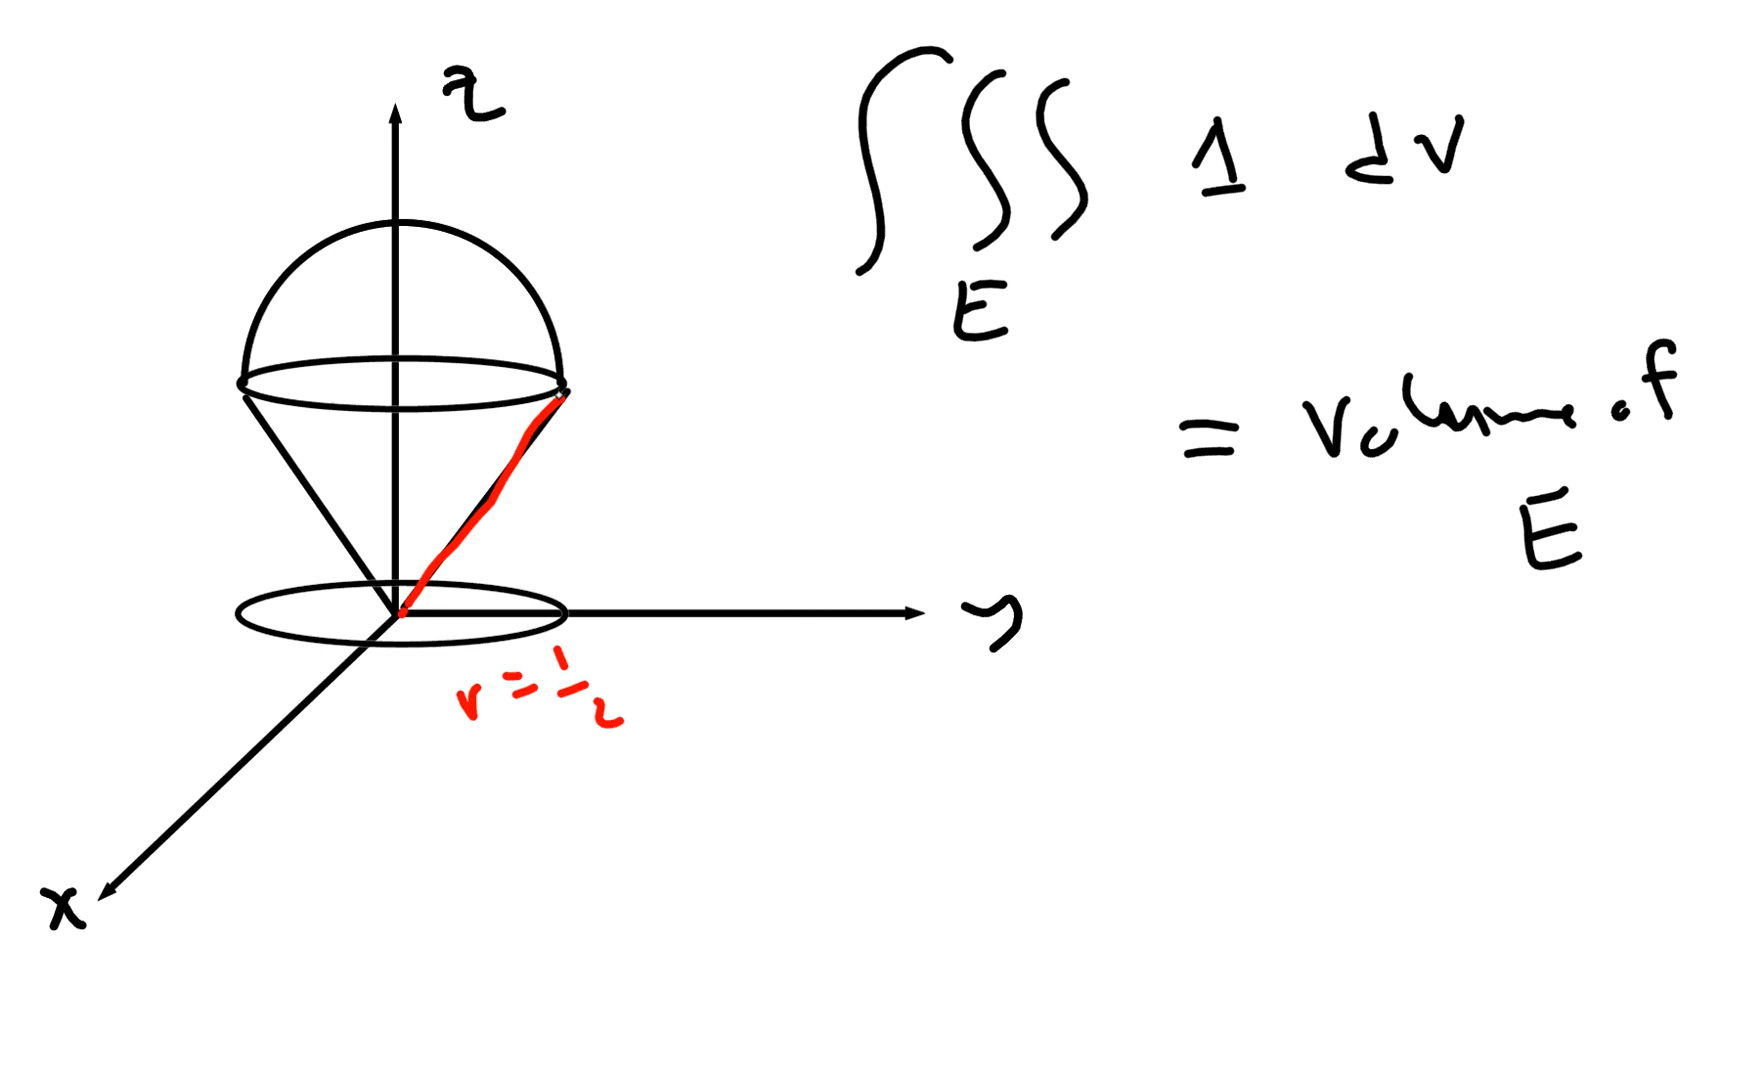 z
∫∫∫ 1 dV
E
= Volume of
E
y
r = 1/2
x